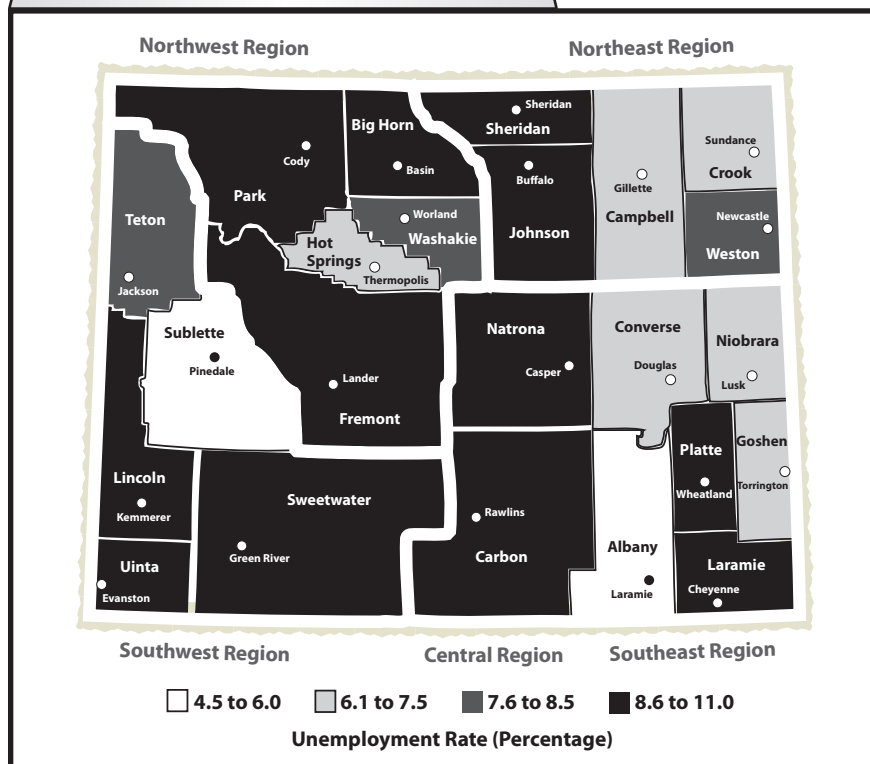 Northwest Region
Northeast Region
Big Horn
Basin
Sheridan
Sheridan
Cody
Park
Buffalo
Johnson
Gillette
Campbell
Sundance
Crook
Newcastle
Weston
Teton
Jackson
Worland
Washakie
Hot
Springs
Thermopolis
Sublette
Pinedale
Lander
Fremont
Natrona
Casper
Converse
Douglas
Niobrara
Lusk
Lincoln
Kemmerer
Sweetwater
Green River
Rawlins
Carbon
Platte
Wheatland
Goshen
Torrington
Uinta
Evanston
Albany
Laramie
Laramie
Cheyenne
Southwest Region
Central Region
Southeast Region
4.5 to 6.0
6.1 to 7.5
7.6 to 8.5
8.6 to 11.0
Unemployment Rate (Percentage)